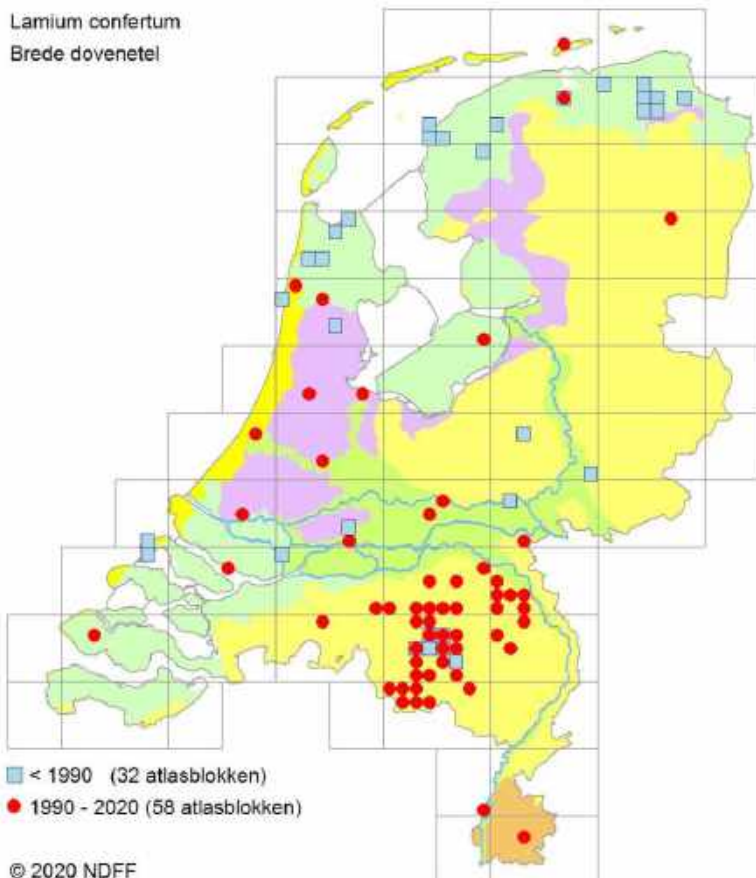 Lamium confertum
Brede dovenetel
< 1990 (32 atlasblokken)
1990 - 2020 (58 atlasblokken)
© 2020 NDFF